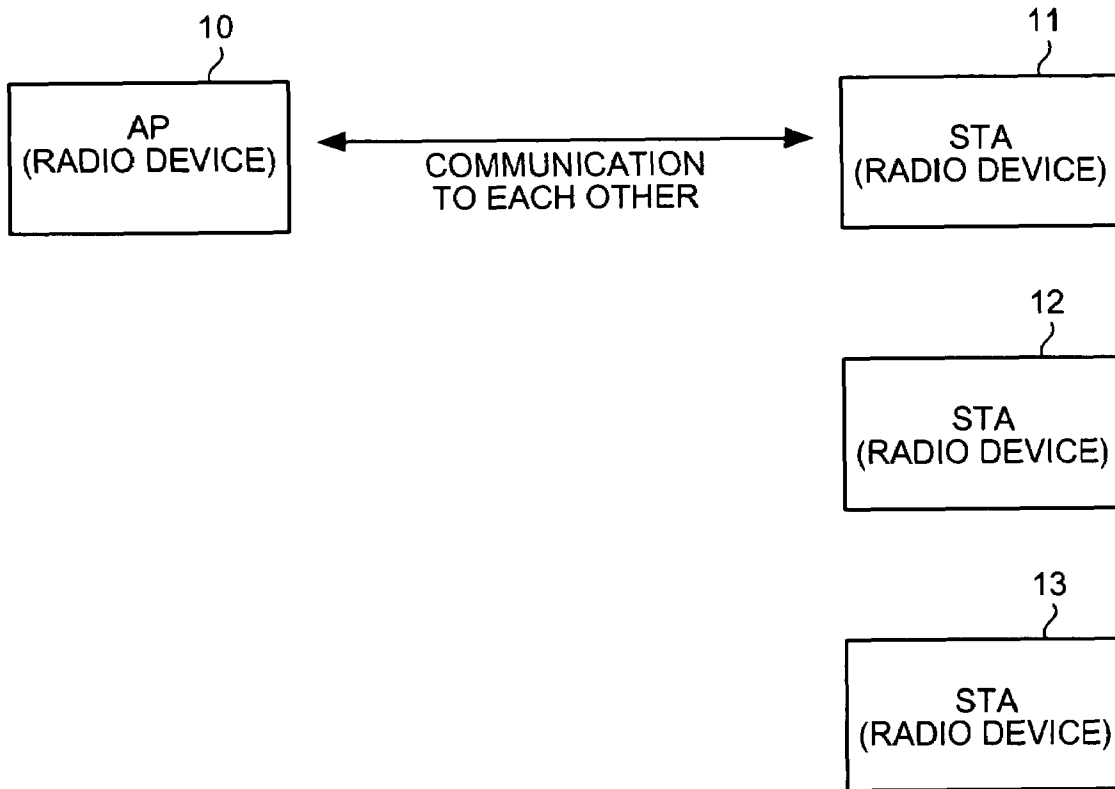 10
11
AP
(RADIO DEVICE)
COMMUNICATION
TO EACH OTHER
STA
(RADIO DEVICE)
12
STA
(RADIO DEVICE)
13
STA
(RADIO DEVICE)